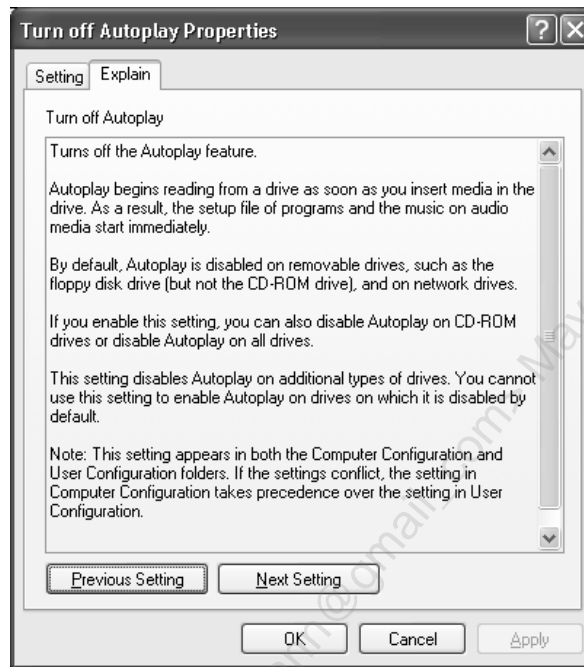 Turn off Autoplay Properties
Setting
Explain
Turn off Autoplay
Turns off the Autoplay feature.
Autoplay begins reading from a drive as soon as you insert media in the
drive. As a result, the setup file of programs and the music on audio
media start immediately.
By default, Autoplay is disabled on removable drives, such as the
floppy disk drive (but not the CD-ROM drive), and on network drives.
If you enable this setting, you can also disable Autoplay on CD-ROM
drives or disable Autoplay on all drives.
This setting disables Autoplay on additional types of drives. You cannot
use this setting to enable Autoplay on drives on which it is disabled by
default.
Note: This setting appears in both the Computer Configuration and
User Configuration folders. If the settings conflict, the setting in
Computer Configuration takes precedence over the setting in User
Configuration.
Previous Setting
Next Setting
OK
Cancel
Apply